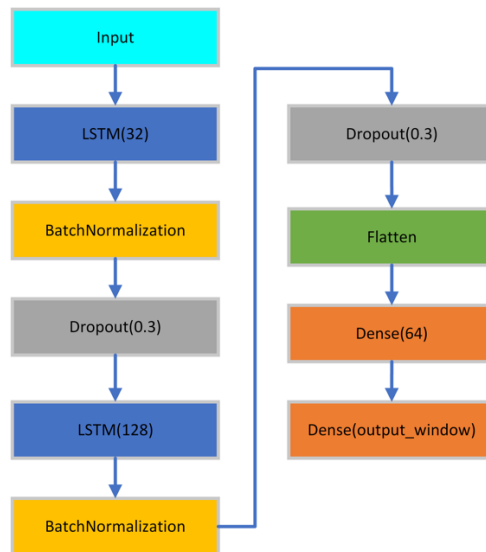 Input
LSTM(32)
BatchNormalization
Dropout(0.3)
LSTM(128)
BatchNormalization
Dropout(0.3)
Flatten
Dense(64)
Dense(output_window)